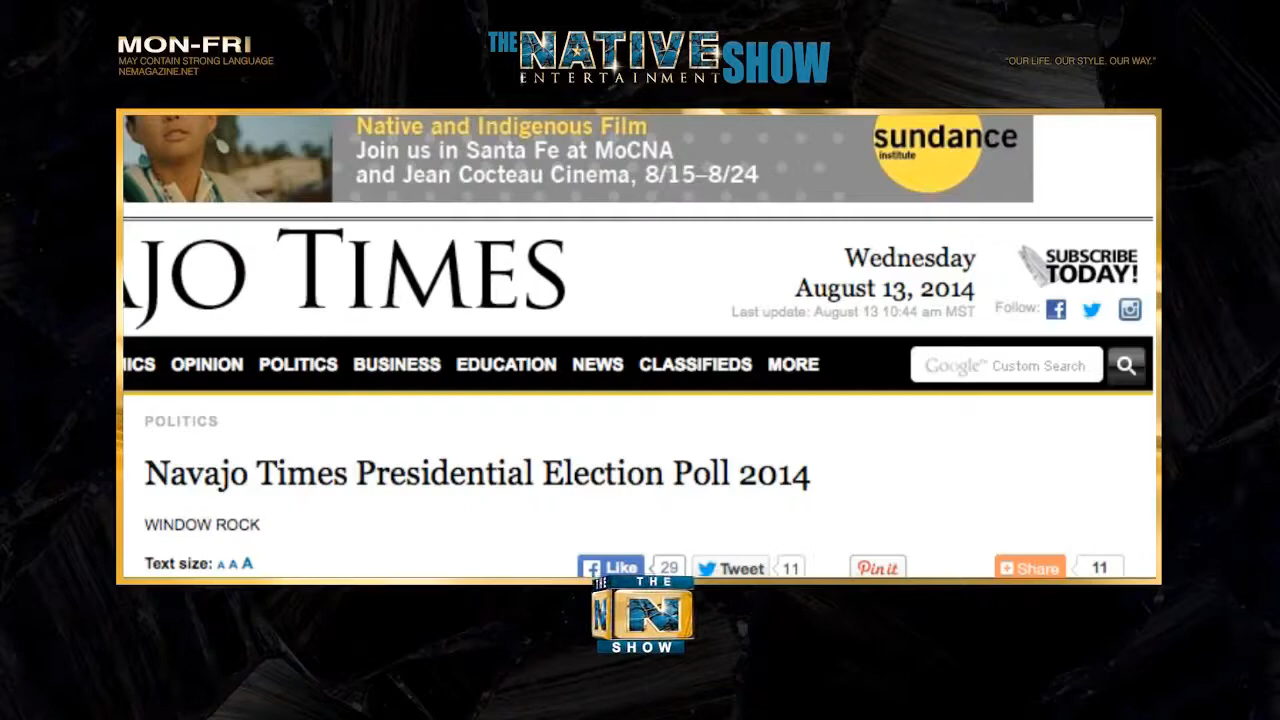 MON-FRI
MAY CONTAIN STRONG LANGUAGE
NEMAGAZINE.NET
THE NATIVE SHOW
ENTERTAINMENT
"OUR LIFE. OUR STYLE. OUR WAY."
Native and Indigenous Film
Join us in Santa Fe at MoCNA
and Jean Cocteau Cinema, 8/15–8/24
sundance
institute
AJO TIMES
Wednesday
August 13, 2014
Last update: August 13 10:44 am MST
SUBSCRIBE
TODAY!
Follow:
ICS OPINION POLITICS BUSINESS EDUCATION NEWS CLASSIFIEDS MORE
Google™ Custom Search
POLITICS
Navajo Times Presidential Election Poll 2014
WINDOW ROCK
Text size: A A A
Like 29 Tweet 11 Pin it Share 11
THE
N
SHOW